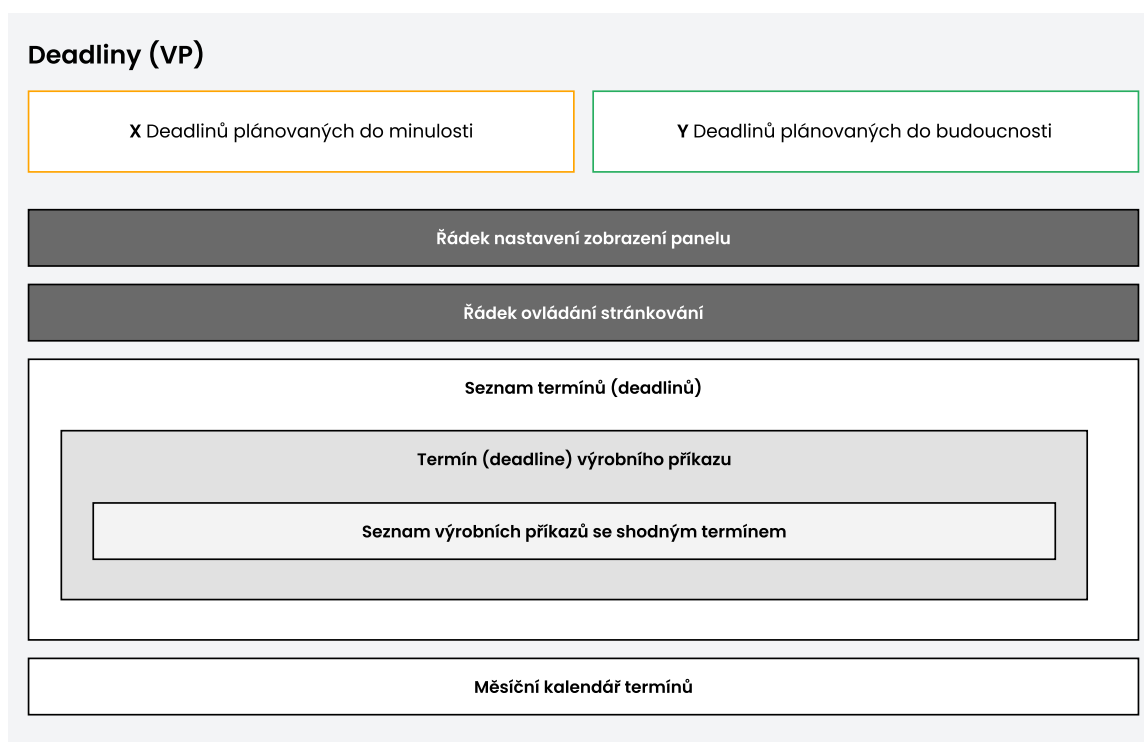 Deadliny (VP)
X Deadlinů plánovaných do minulosti
Y Deadlinů plánovaných do budoucnosti
Řádek nastavení zobrazení panelu
Řádek ovládání stránkování
Seznam termínů (deadlinů)
Termín (deadline) výrobního příkazu
Seznam výrobních příkazů se shodným termínem
Měsíční kalendář termínů